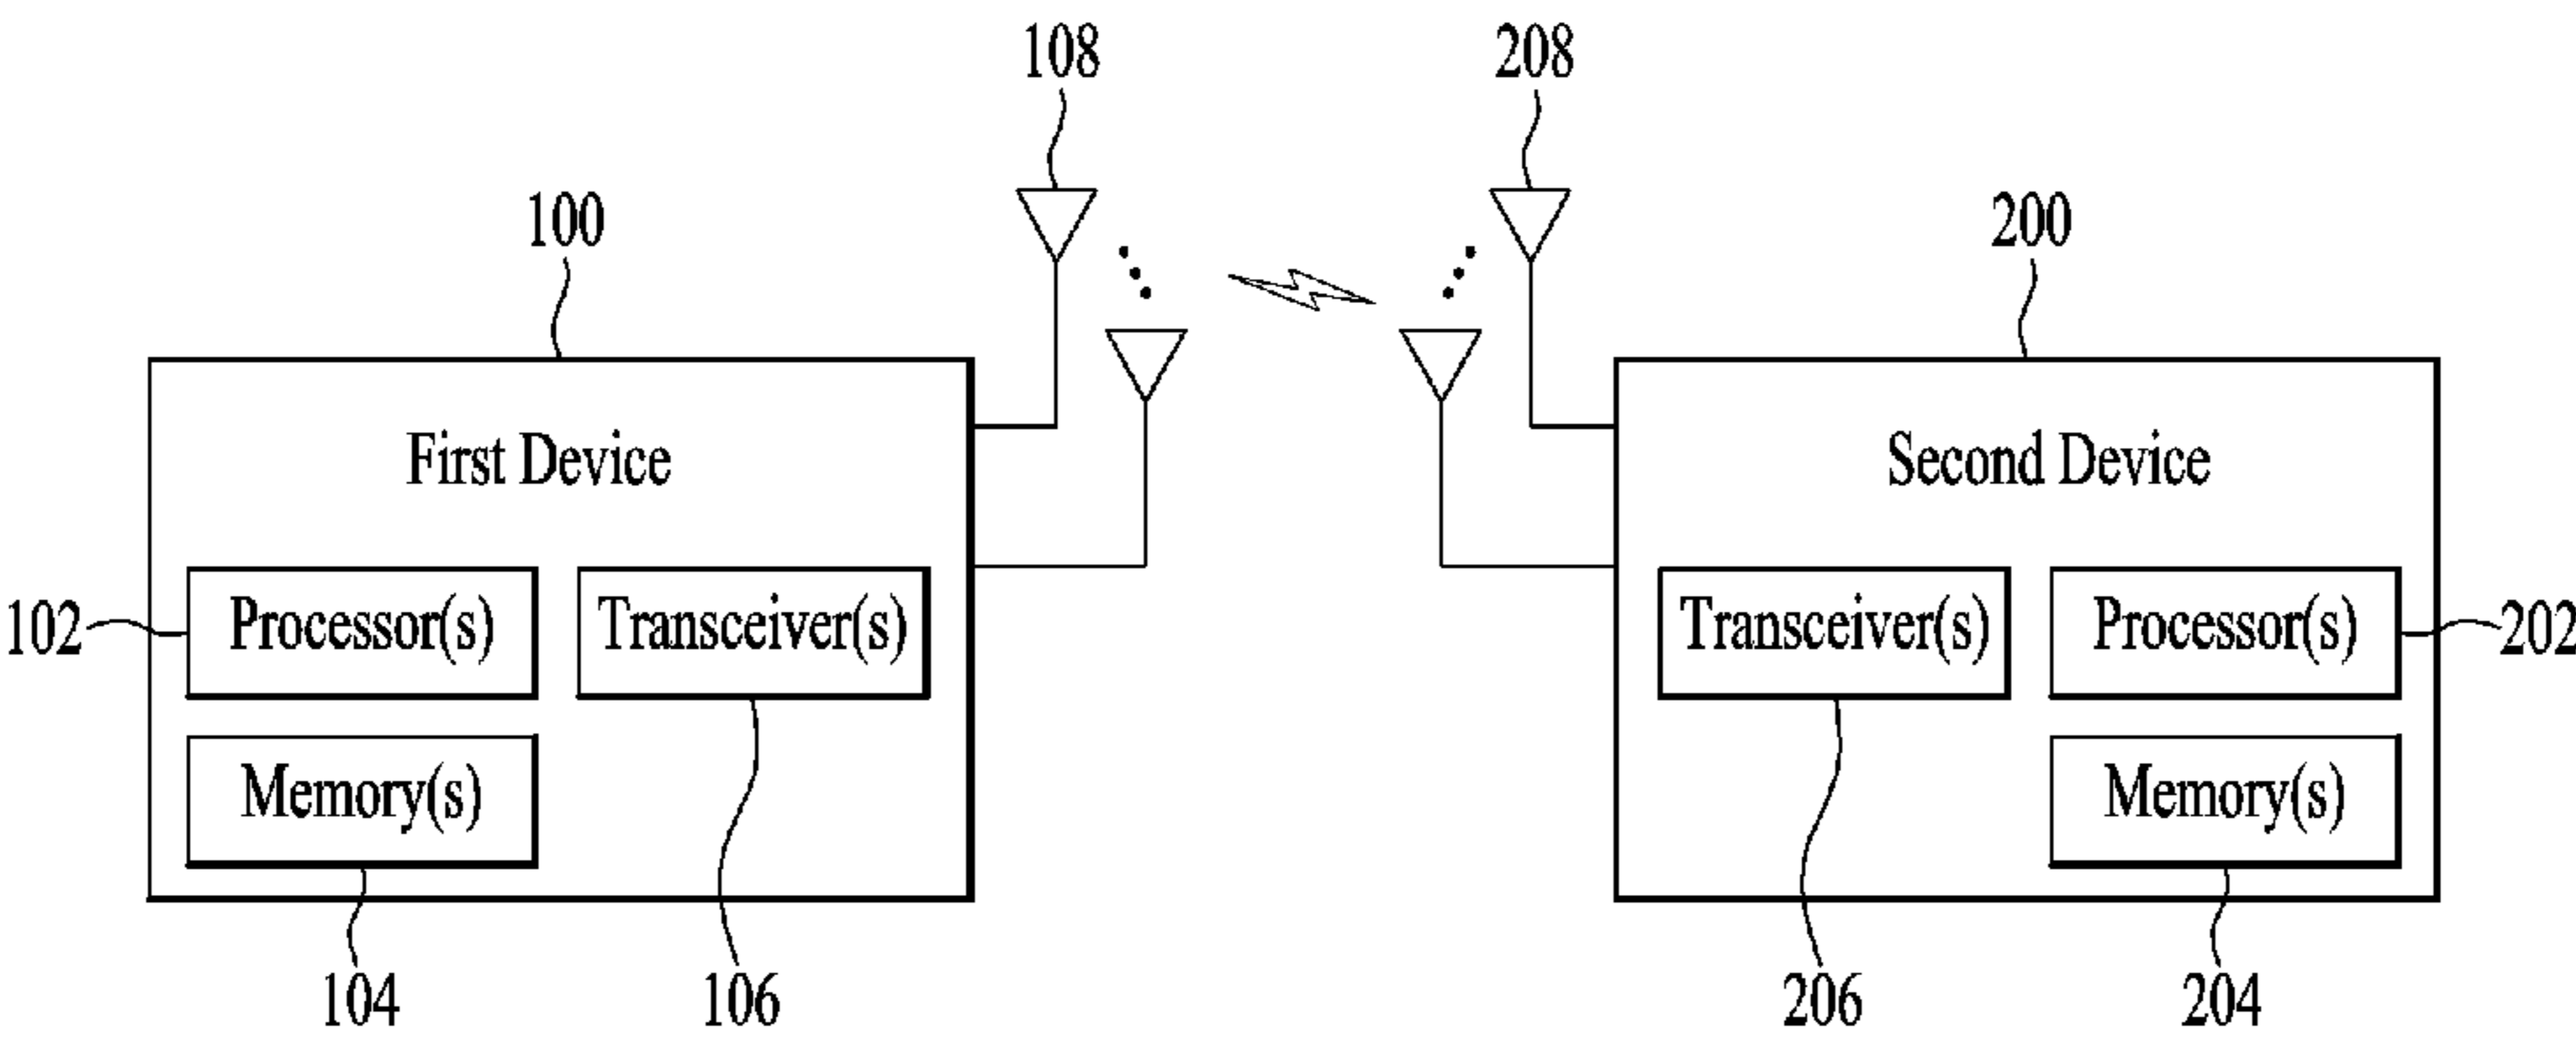 108 208
100 200
First Device Second Device
102 Processor(s) Transceiver(s) Transceiver(s) Processor(s) 202
Memory(s) Memory(s)
104 106 206 204